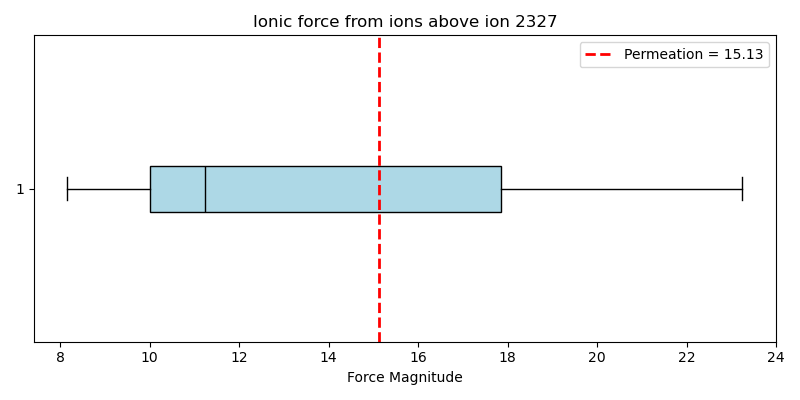 Ionic force from ions above ion 2327
Permeation = 15.13
1
8 10 12 14 16 18 20 22 24
Force Magnitude